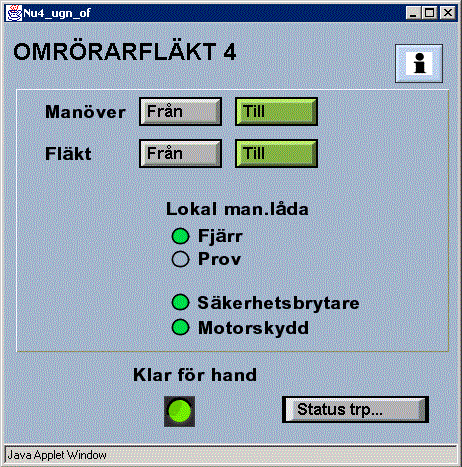 Nu4_ugn_of
OMRÖRARFLÄKT 4
i
Manöver Från Till
Fläkt Från Till
Lokal man.låda
Fjärr
Prov
Säkerhetsbrytare
Motorskydd
Klar för hand
Status trp...
Java Applet Window